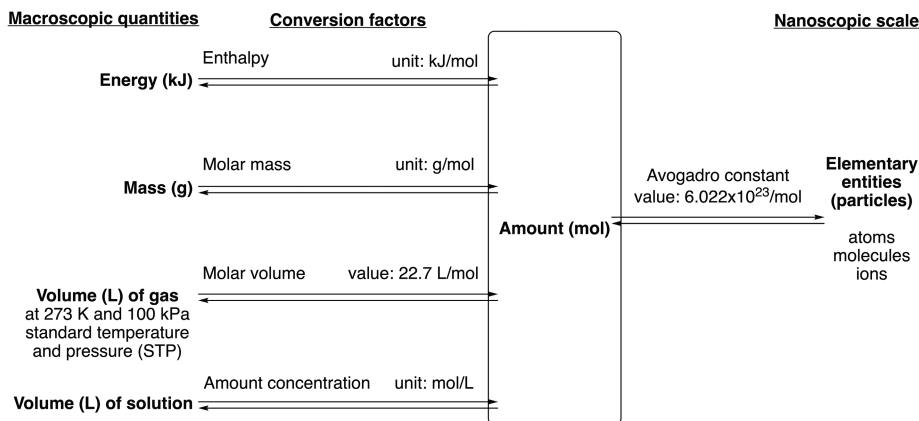 Macroscopic quantities
Conversion factors
Nanoscopic scale
Enthalpy unit: kJ/mol
Energy (kJ)
Molar mass unit: g/mol
Mass (g)
Avogadro constant
value: 6.022x10²³/mol
Elementary
entities
(particles)
atoms
molecules
ions
Amount (mol)
Molar volume value: 22.7 L/mol
Volume (L) of gas
at 273 K and 100 kPa
standard temperature
and pressure (STP)
Amount concentration unit: mol/L
Volume (L) of solution